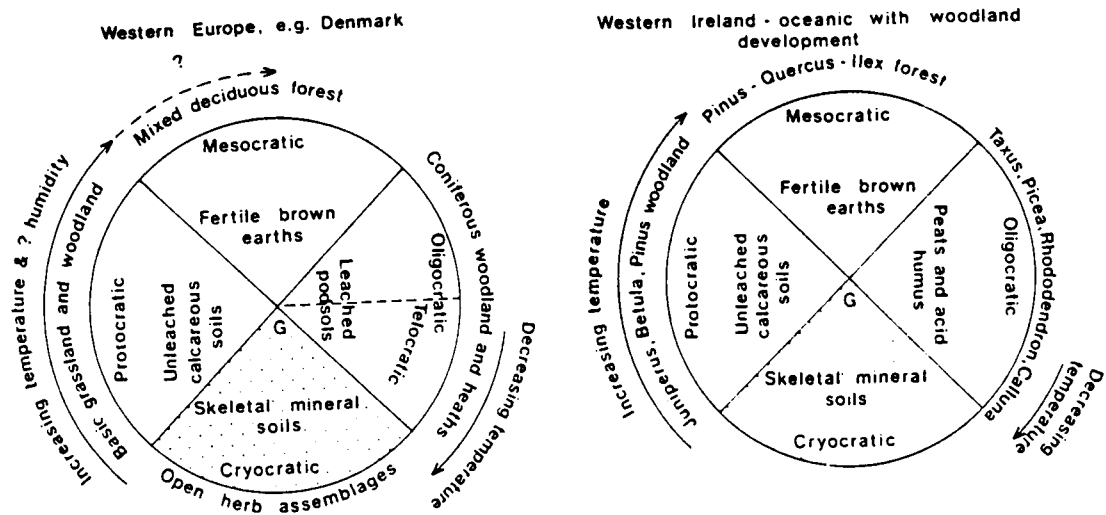 Western Europe, e.g. Denmark
?
Mixed deciduous forest
Increasing temperature & ? humidity
Basic grassland and woodland
Mesocratic
Fertile brown
earths
Protocratic
Unleached
calcareous
soils
Leached
podsols
Oligocratic
Telocratic
Coniferous woodland and heaths
Decreasing temperature
G
Skeletal mineral
soils
Cryocratic
Open herb assemblages
Western Ireland - oceanic with woodland
development
Pinus - Quercus - Ilex forest
Increasing temperature
Juniperus, Betula, Pinus woodland
Mesocratic
Fertile brown
earths
Protocratic
Unleached
calcareous
soils
Peats and
acid
humus
Oligocratic
Taxus, Picea, Rhododendron, Calluna
Decreasing
temperature
G
Skeletal mineral
soils
Cryocratic